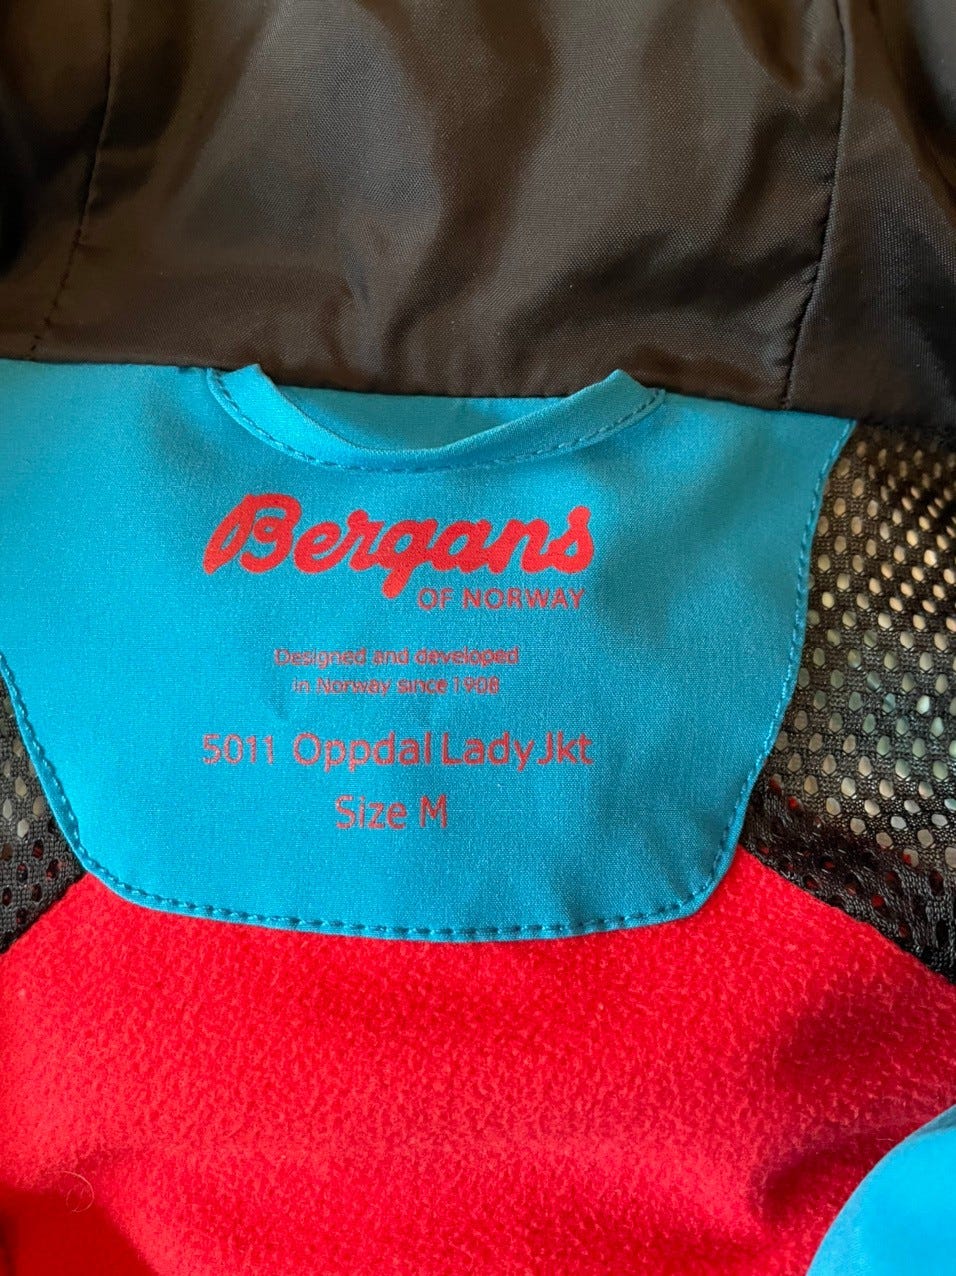 Bergans
OF NORWAY
Designed and developed
in Norway since 1908
5011 Oppdal Lady Jkt
Size M